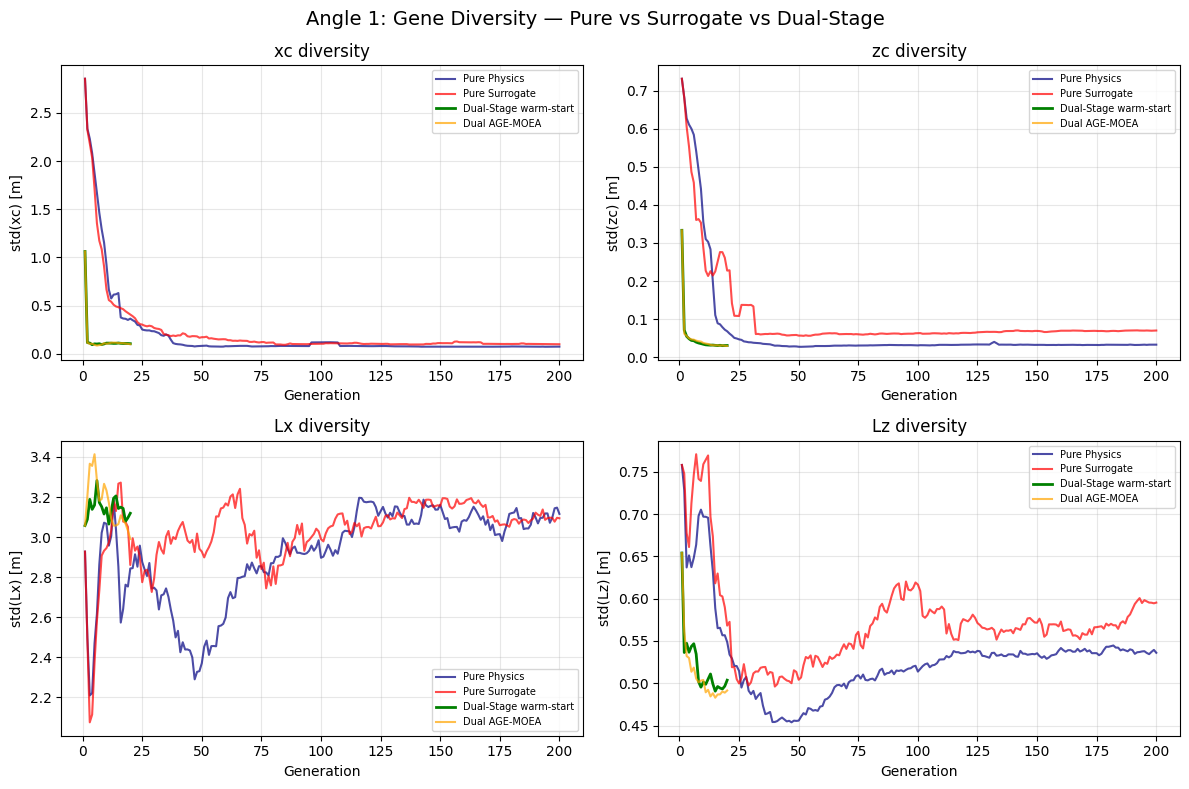 Angle 1: Gene Diversity — Pure vs Surrogate vs Dual-Stage
xc diversity
std(xc) [m]
2.5
2.0
1.5
1.0
0.5
0.0
0
25
50
75
100
125
150
175
200
Generation
Pure Physics
Pure Surrogate
Dual-Stage warm-start
Dual AGE-MOEA
zc diversity
std(zc) [m]
0.7
0.6
0.5
0.4
0.3
0.2
0.1
0.0
0
25
50
75
100
125
150
175
200
Generation
Pure Physics
Pure Surrogate
Dual-Stage warm-start
Dual AGE-MOEA
Lx diversity
std(Lx) [m]
3.4
3.2
3.0
2.8
2.6
2.4
2.2
0
25
50
75
100
125
150
175
200
Generation
Pure Physics
Pure Surrogate
Dual-Stage warm-start
Dual AGE-MOEA
Lz diversity
std(Lz) [m]
0.75
0.70
0.65
0.60
0.55
0.50
0.45
0
25
50
75
100
125
150
175
200
Generation
Pure Physics
Pure Surrogate
Dual-Stage warm-start
Dual AGE-MOEA